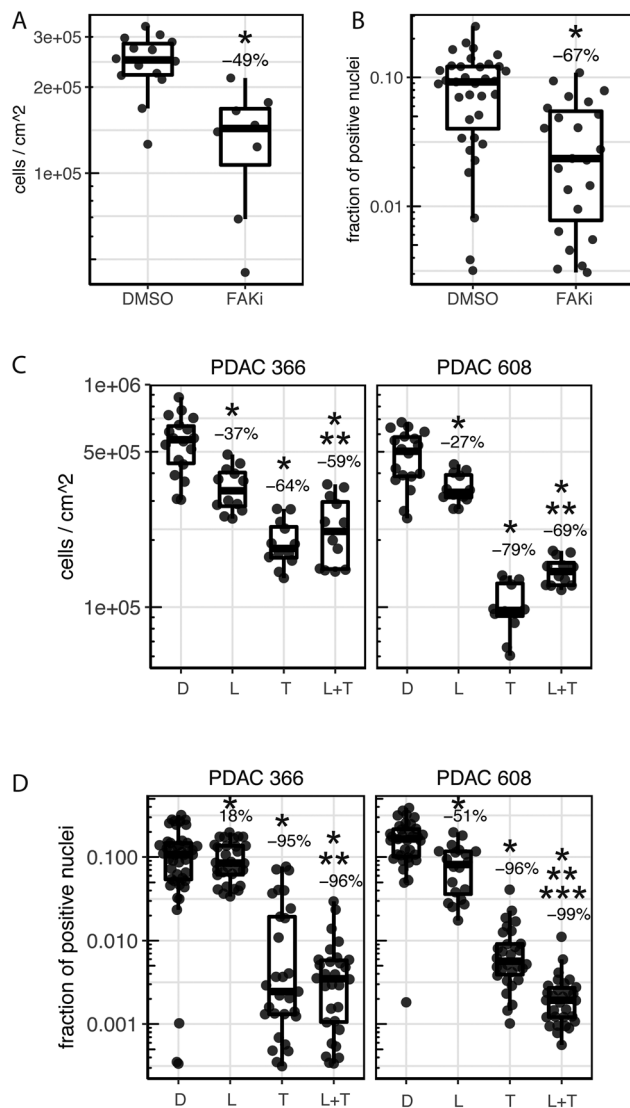 A
cells / cm^2
3e+05
2e+05
1e+05
*
−49%
DMSO
FAKi
B
fraction of positive nuclei
0.10
0.01
*
−67%
DMSO
FAKi
C
PDAC 366
PDAC 608
cells / cm^2
1e+06
5e+05
1e+05
*
−37%
*
−64%
*
**
−59%
*
−27%
*
−79%
*
**
−69%
D
L
T
L+T
D
L
T
L+T
D
PDAC 366
PDAC 608
fraction of positive nuclei
0.100
0.010
0.001
*
18%
*
−95%
*
**
−96%
*
−51%
*
−96%
*
**
***
−99%
D
L
T
L+T
D
L
T
L+T